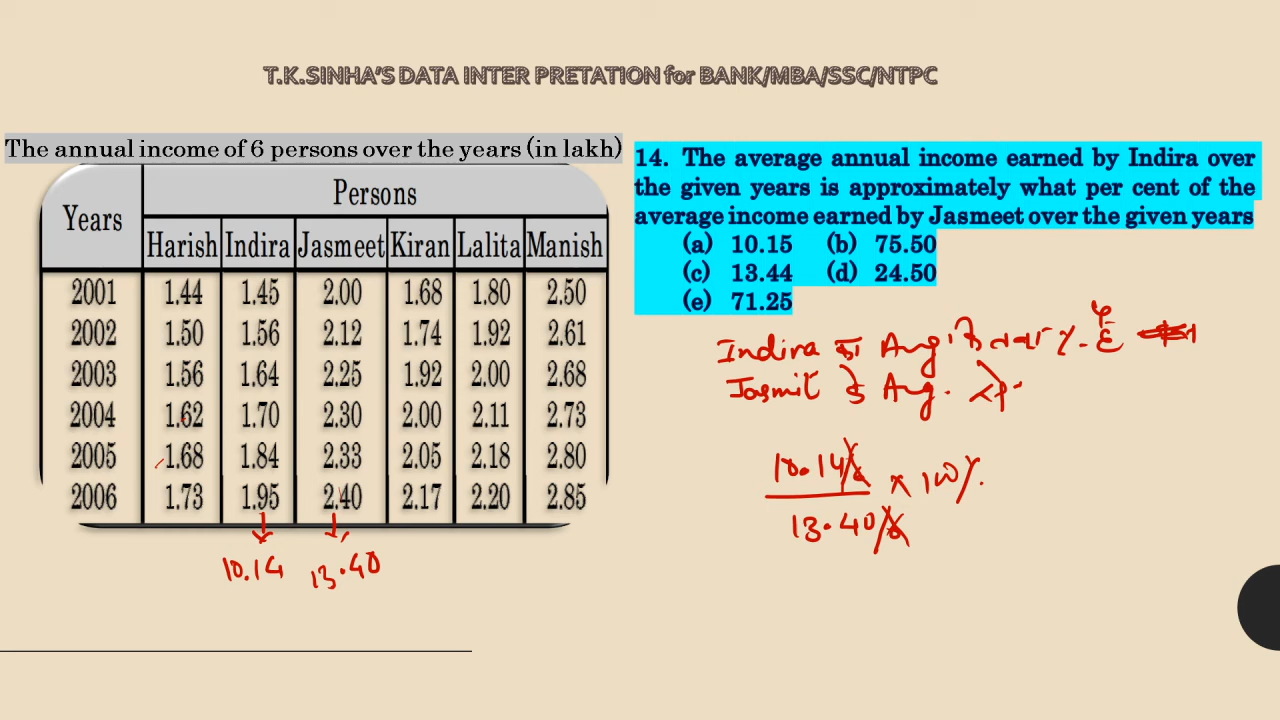 T.K.SINHA'S DATA INTER PRETATION for BANK/MBA/SSC/NTPC
The annual income of 6 persons over the years (in lakh)
Years Persons
Harish Indira Jasmeet Kiran Lalita Manish
2001 1.44 1.45 2.00 1.68 1.80 2.50
2002 1.50 1.56 2.12 1.74 1.92 2.61
2003 1.56 1.64 2.25 1.92 2.00 2.68
2004 1.62 1.70 2.30 2.00 2.11 2.73
2005 1.68 1.84 2.33 2.05 2.18 2.80
2006 1.73 1.95 2.40 2.17 2.20 2.85
10.14 13.40
14. The average annual income earned by Indira over
the given years is approximately what per cent of the
average income earned by Jasmeet over the given years
(a) 10.15 (b) 75.50
(c) 13.44 (d) 24.50
(e) 71.25
Indira का Avg.
Jasmit के Avg.
10.14/6 × 100%
13.40/6